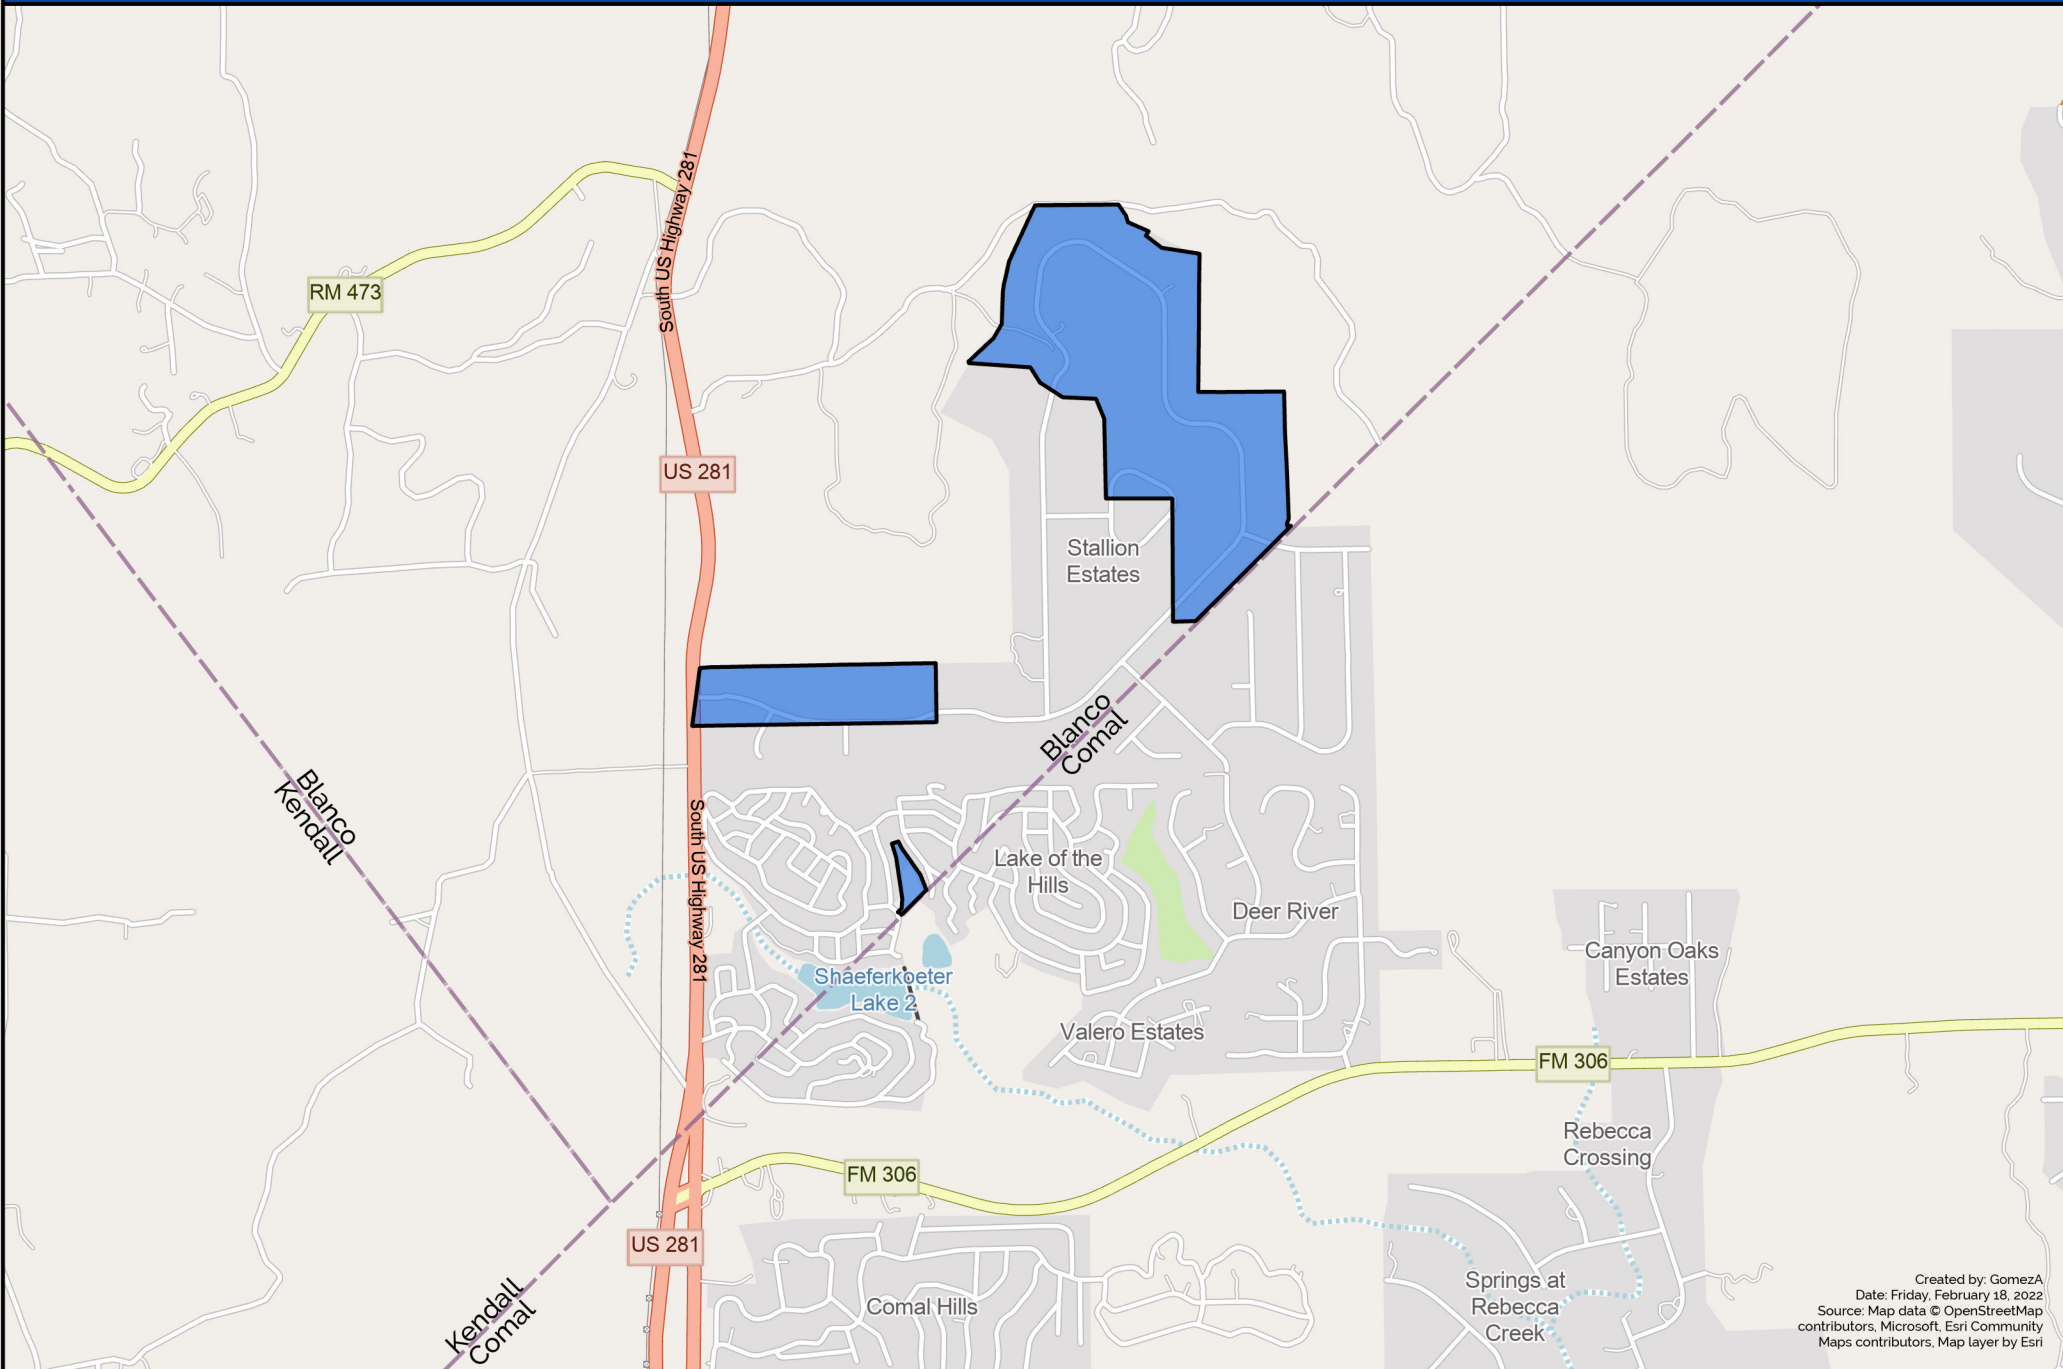 South US Highway 281
RM 473
US 281
Stallion
Estates
Blanco
Comal
Blanco
Kendall
South US Highway 281
Lake of the
Hills
Deer River
Canyon Oaks
Estates
Shaeferkoeter
Lake 2
Valero Estates
FM 306
Rebecca
Crossing
FM 306
US 281
Kendall
Comal
Comal Hills
Springs at
Rebecca
Creek
Created by: GomezA
Date: Friday, February 18, 2022
Source: Map data © OpenStreetMap
contributors, Microsoft, Esri Community
Maps contributors, Map layer by Esri